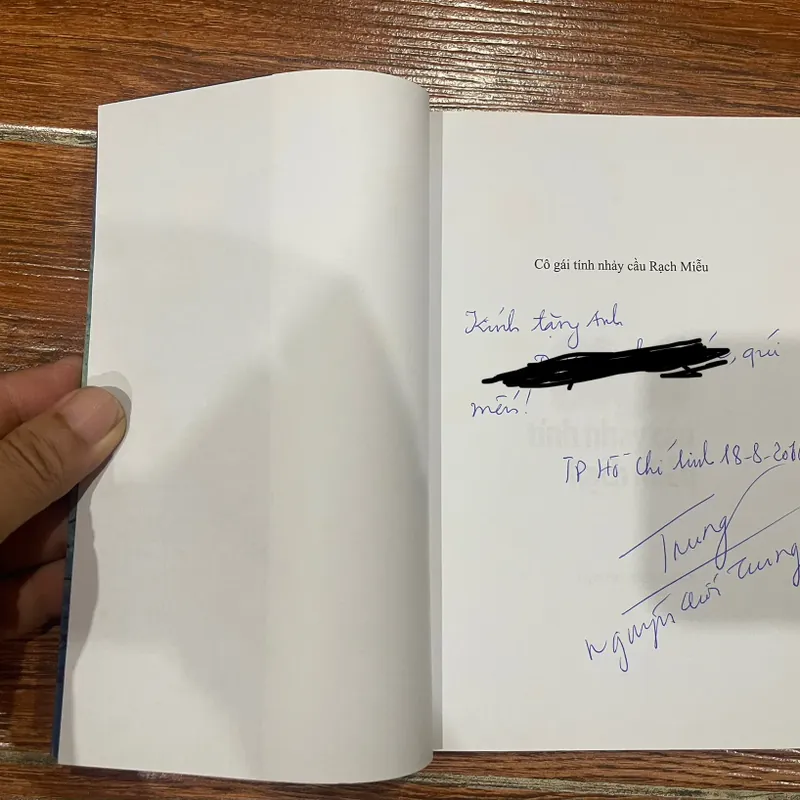 Cô gái tính nhảy cầu Rạch Miễu
Kính tặng Anh
, quí
mến!
TP Hồ Chí Minh 18-8-20
Trung
Nguyễn Trung